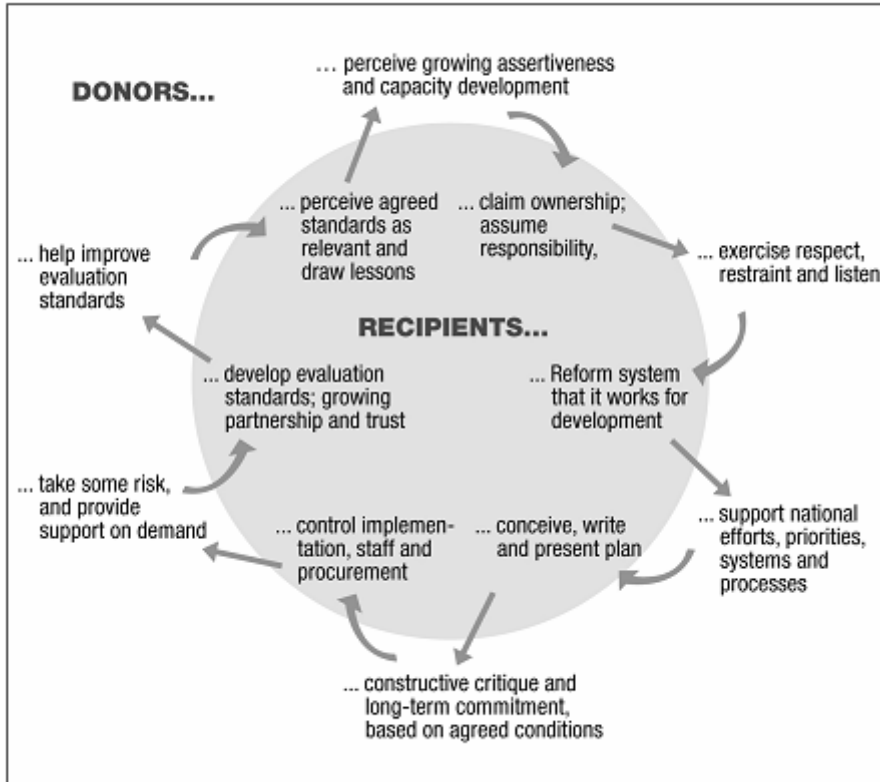 DONORS...
... perceive growing assertiveness
and capacity development
... perceive agreed
standards as
relevant and
draw lessons
... claim ownership;
assume
responsibility,
... help improve
evaluation
standards
... exercise respect,
restraint and listen
RECIPIENTS...
... develop evaluation
standards; growing
partnership and trust
... Reform system
that it works for
development
... take some risk,
and provide
support on demand
... control implemen-
tation, staff and
procurement
... conceive, write
and present plan
... support national
efforts, priorities,
systems and
processes
... constructive critique and
long-term commitment,
based on agreed conditions